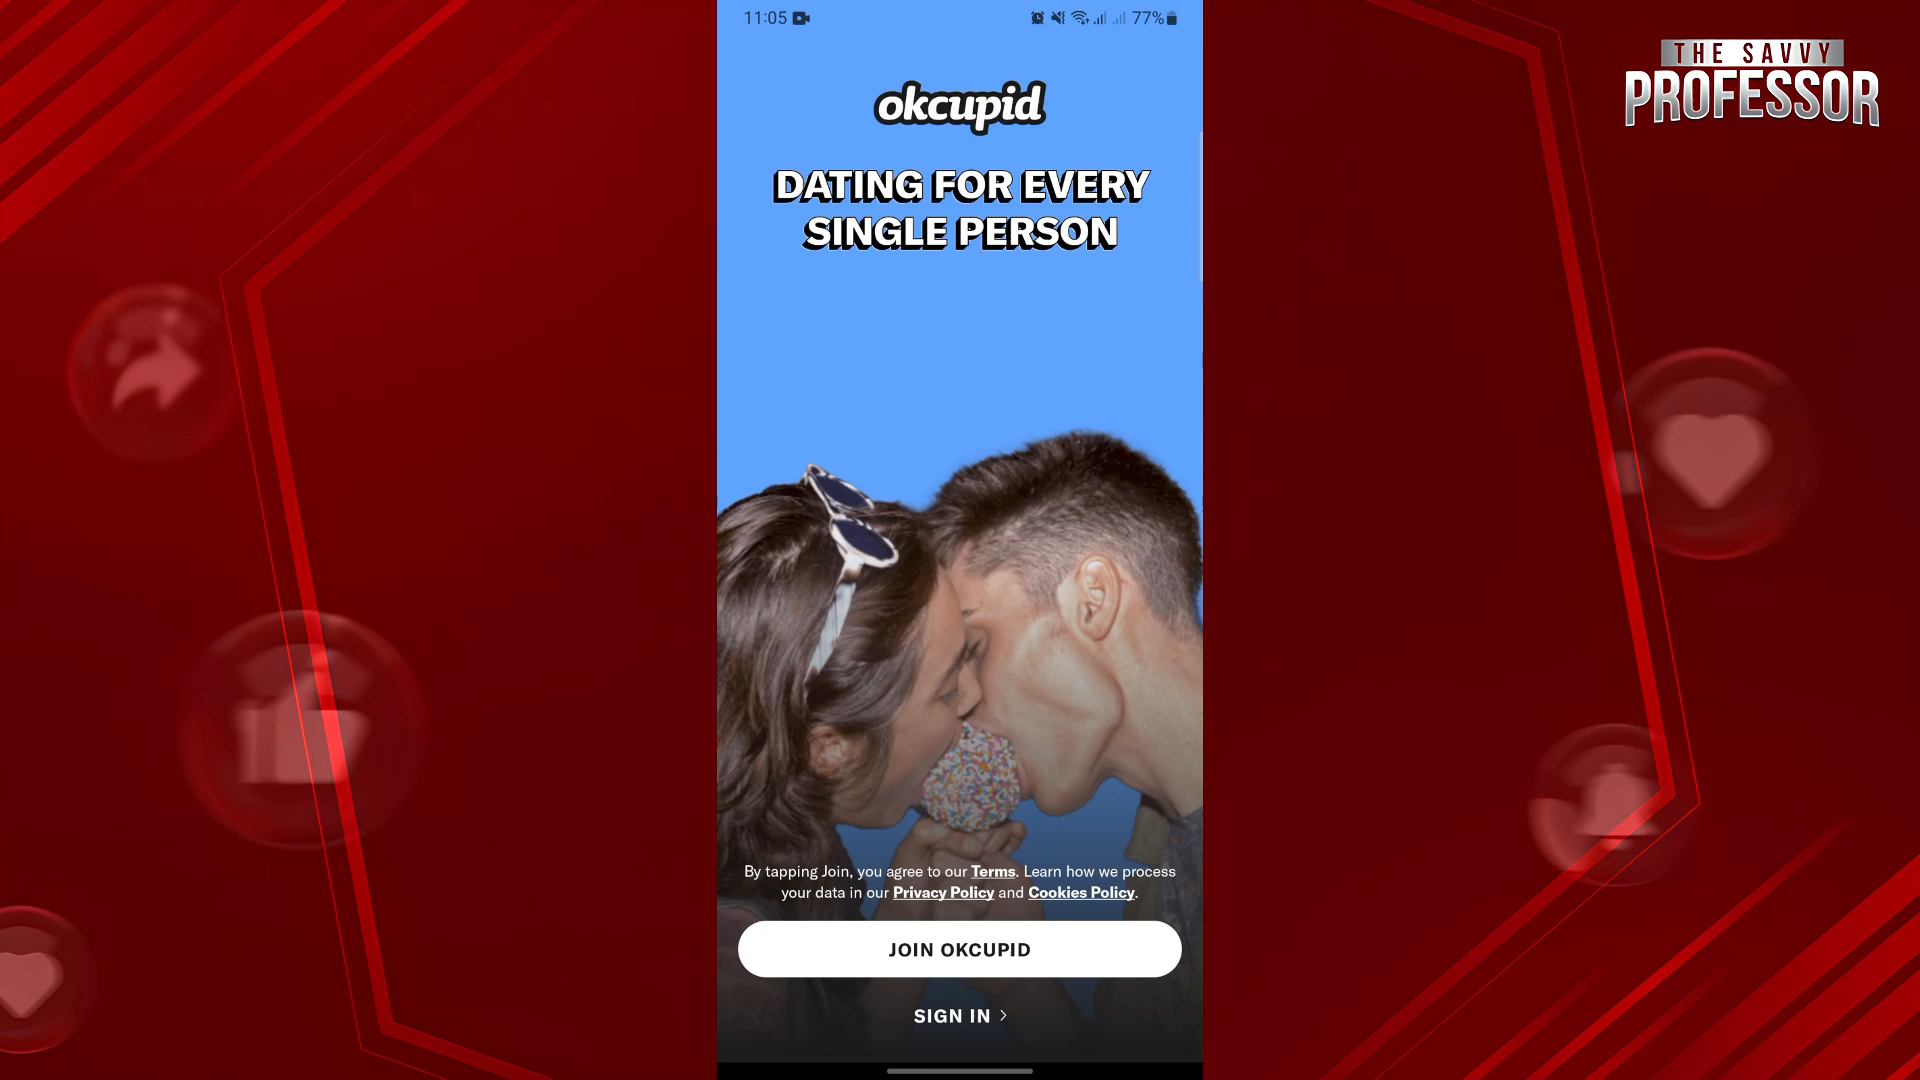 11:05
77%
THE SAVVY
PROFESSOR
okcupid
DATING FOR EVERY
SINGLE PERSON
By tapping Join, you agree to our Terms. Learn how we process
your data in our Privacy Policy and Cookies Policy.
JOIN OKCUPID
SIGN IN >